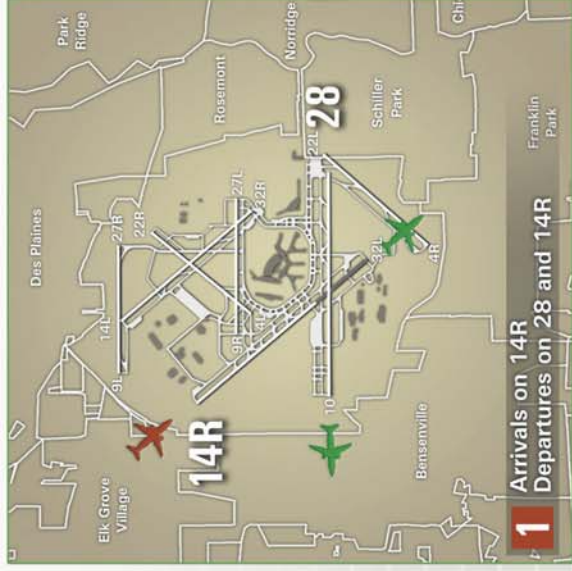 Des Plaines
Park
Ridge
Elk Grove
Village
Rosemont
Norridge
Schiller
Park
Franklin
Park
Bensenville
Chi
14L
27R
22R
9L
27L
32R
9R
4L
14R
28
22L
10
32L
4R
1
Arrivals on 14R
Departures on 28 and 14R